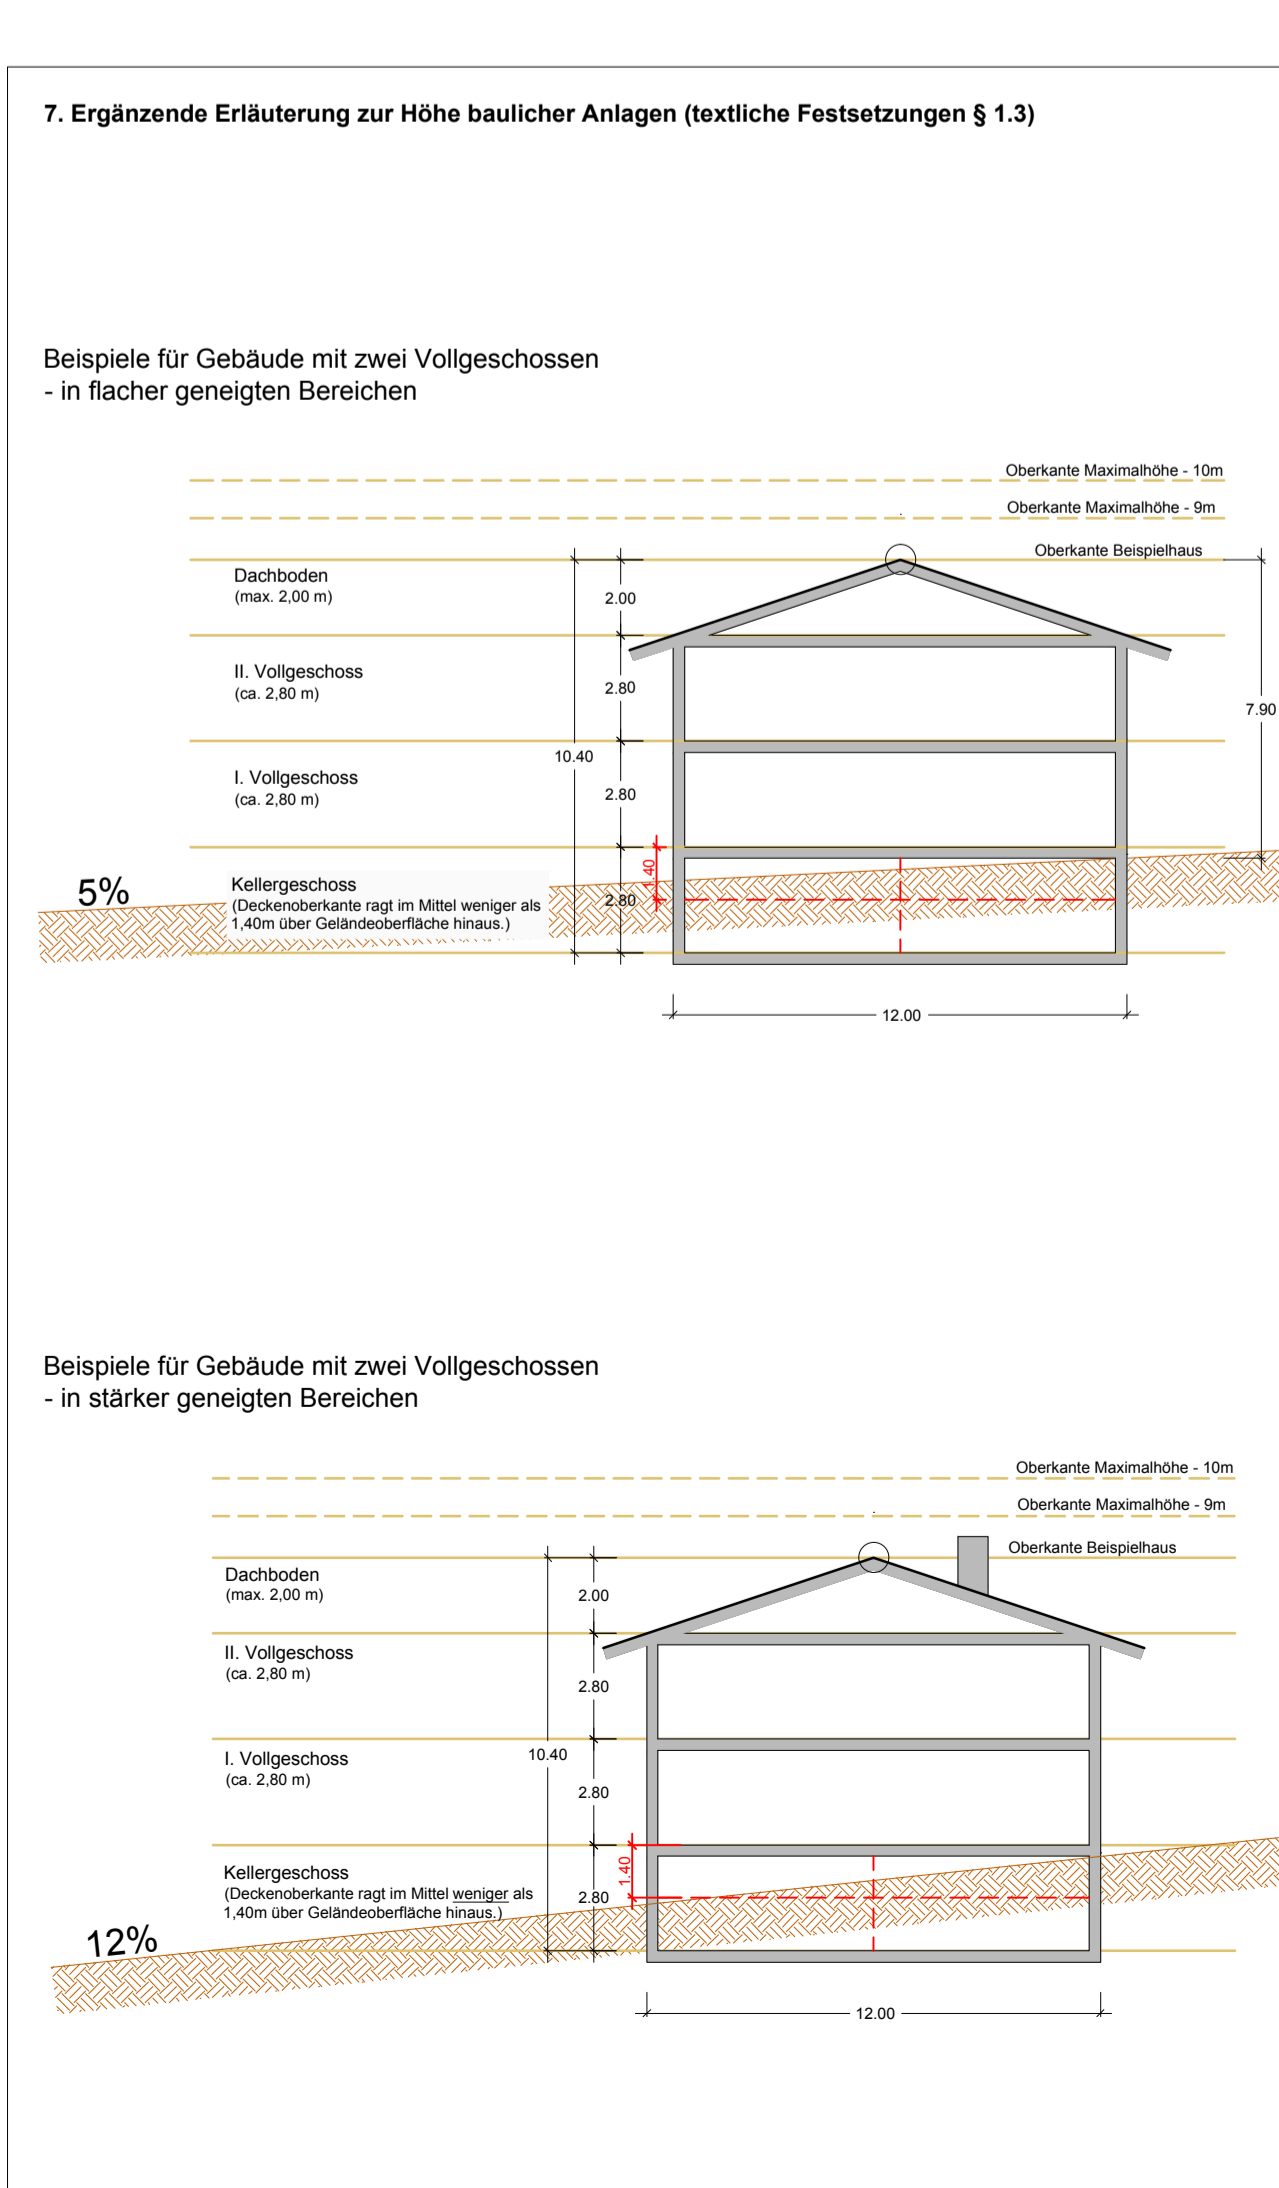 7. Ergänzende Erläuterung zur Höhe baulicher Anlagen (textliche Festsetzungen § 1.3)
Beispiele für Gebäude mit zwei Vollgeschossen
- in flacher geneigten Bereichen
Oberkante Maximalhöhe - 10m
Oberkante Maximalhöhe - 9m
Oberkante Beispielhaus
Dachboden
(max. 2,00 m)
2.00
II. Vollgeschoss
(ca. 2,80 m)
2.80
7.90
10.40
I. Vollgeschoss
(ca. 2,80 m)
2.80
1.40
5%
Kellergeschoss
(Deckenoberkante ragt im Mittel weniger als
1,40m über Geländeoberfläche hinaus.)
2.80
12.00
Beispiele für Gebäude mit zwei Vollgeschossen
- in stärker geneigten Bereichen
Oberkante Maximalhöhe - 10m
Oberkante Maximalhöhe - 9m
Oberkante Beispielhaus
Dachboden
(max. 2,00 m)
2.00
II. Vollgeschoss
(ca. 2,80 m)
2.80
10.40
I. Vollgeschoss
(ca. 2,80 m)
2.80
1.40
Kellergeschoss
(Deckenoberkante ragt im Mittel weniger als
1,40m über Geländeoberfläche hinaus.)
2.80
12%
12.00